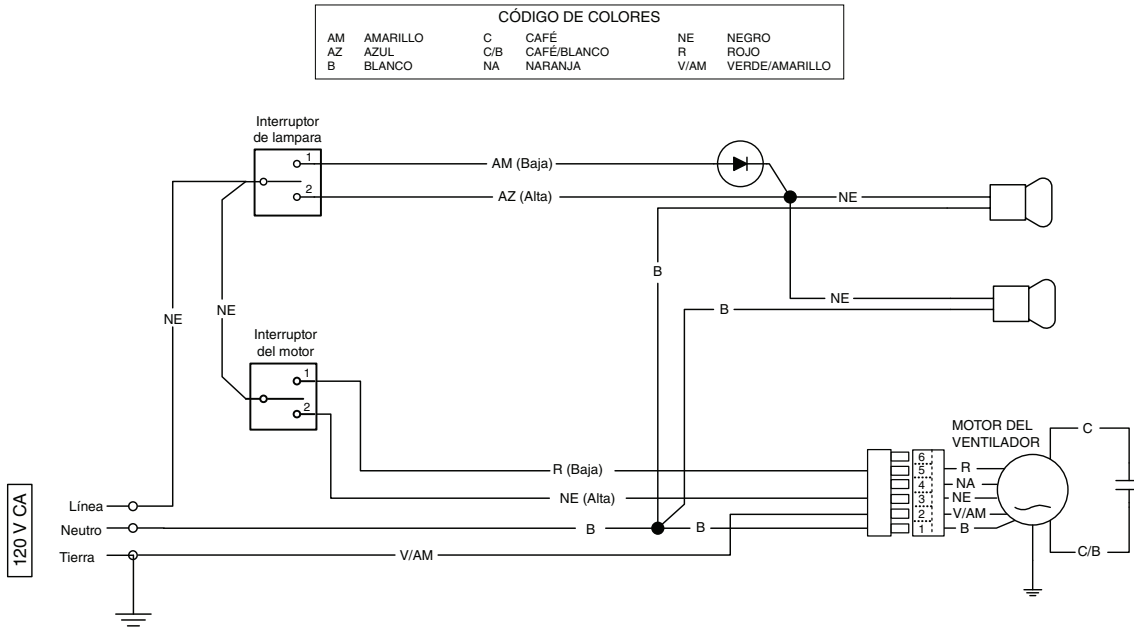 CÓDIGO DE COLORES
AM AMARILLO C CAFÉ NE NEGRO
AZ AZUL C/B CAFÉ/BLANCO R ROJO
B BLANCO NA NARANJA V/AM VERDE/AMARILLO
Interruptor
de lampara
1
2
AM (Baja)
AZ (Alta)
NE
B
NE
B
NE
NE
Interruptor
del motor
1
2
R (Baja)
NE (Alta)
B
B
V/AM
120 V CA
Línea
Neutro
Tierra
MOTOR DEL
VENTILADOR
6
5
4
3
2
1
R
NA
NE
V/AM
B
C
C/B